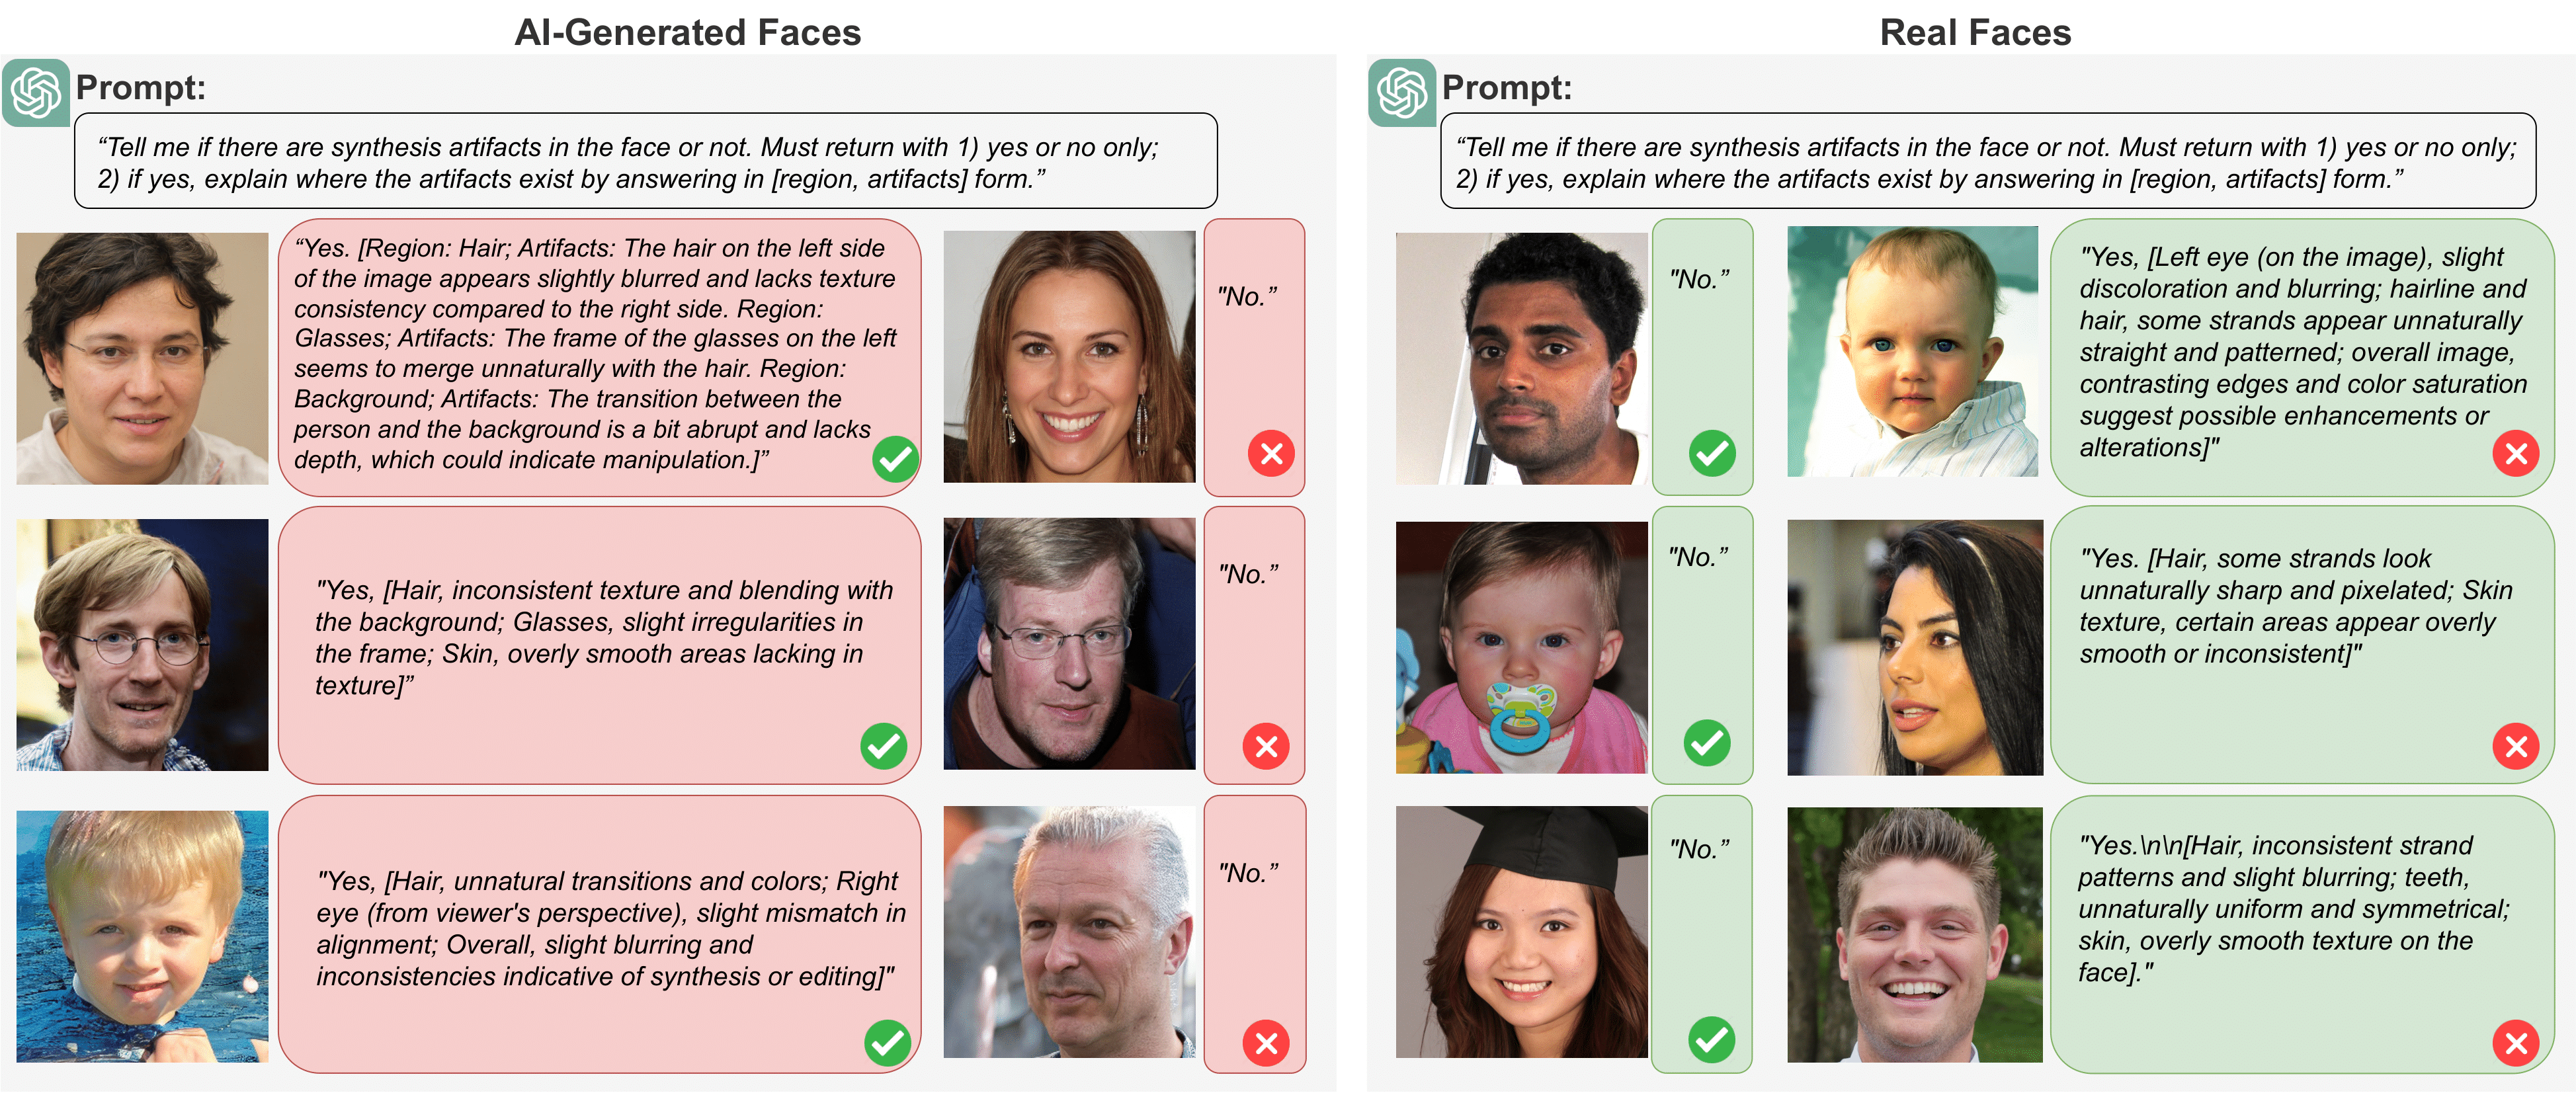 AI-Generated Faces
Prompt:
“Tell me if there are synthesis artifacts in the face or not. Must return with 1) yes or no only;
2) if yes, explain where the artifacts exist by answering in [region, artifacts] form.”
“Yes. [Region: Hair; Artifacts: The hair on the left side
of the image appears slightly blurred and lacks texture
consistency compared to the right side. Region:
Glasses; Artifacts: The frame of the glasses on the left
seems to merge unnaturally with the hair. Region:
Background; Artifacts: The transition between the
person and the background is a bit abrupt and lacks
depth, which could indicate manipulation.]”
"No.”
"Yes, [Hair, inconsistent texture and blending with
the background; Glasses, slight irregularities in
the frame; Skin, overly smooth areas lacking in
texture]”
"No.”
"Yes, [Hair, unnatural transitions and colors; Right
eye (from viewer's perspective), slight mismatch in
alignment; Overall, slight blurring and
inconsistencies indicative of synthesis or editing]"
"No.”
Real Faces
Prompt:
“Tell me if there are synthesis artifacts in the face or not. Must return with 1) yes or no only;
2) if yes, explain where the artifacts exist by answering in [region, artifacts] form.”
"No.”
"Yes, [Left eye (on the image), slight
discoloration and blurring; hairline and
hair, some strands appear unnaturally
straight and patterned; overall image,
contrasting edges and color saturation
suggest possible enhancements or
alterations]"
"No.”
"Yes. [Hair, some strands look
unnaturally sharp and pixelated; Skin
texture, certain areas appear overly
smooth or inconsistent]"
"No.”
"Yes.\n\n[Hair, inconsistent strand
patterns and slight blurring; teeth,
unnaturally uniform and symmetrical;
skin, overly smooth texture on the
face]."